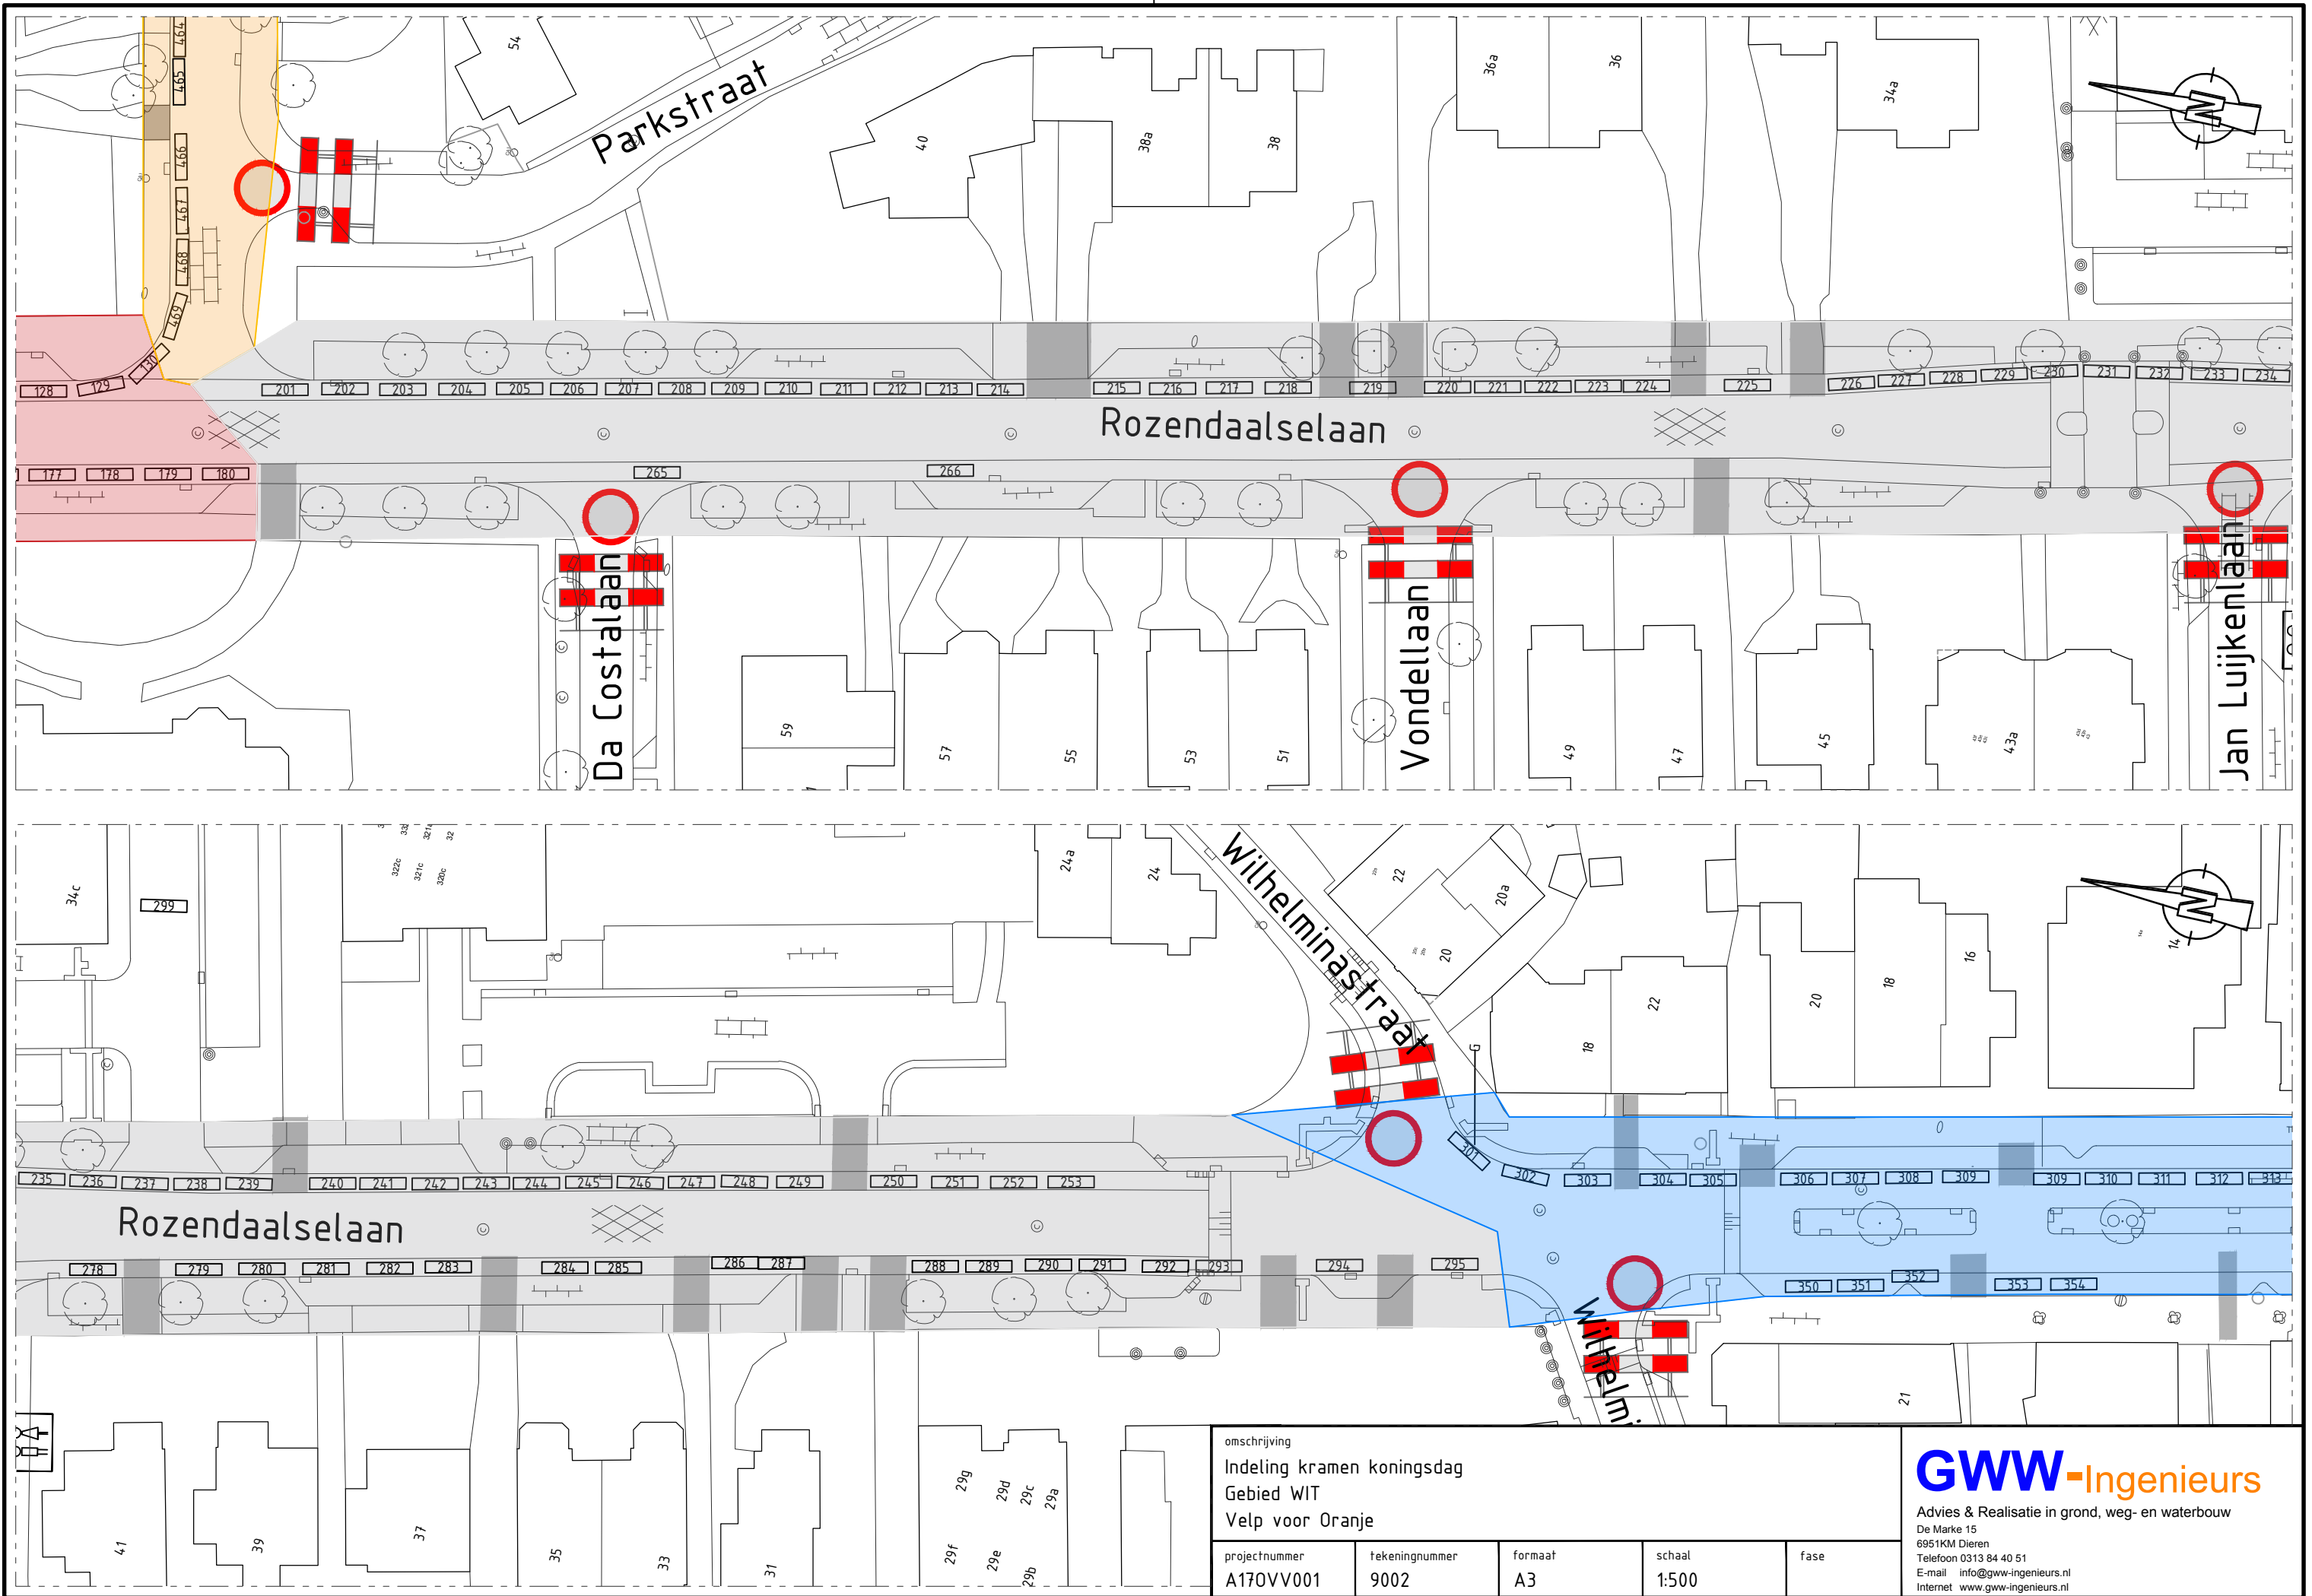 464
465
466
467
468
469
54
Parkstraat
40
38a
38
36a
36
34a
N
128
129
130
201
202
203
204
205
206
207
208
209
210
211
212
213
214
215
216
217
218
219
220
221
222
223
224
225
226
227
228
229
230
231
232
233
234
Rozendaalselaan
177
178
179
180
265
266
Da Costalaan
Vondellaan
Jan Luijkenlaan
59
57
55
53
51
49
47
45
43a
34c
299
322c
321c
320c
32
24a
24
Wilhelminastraat
22
20a
20
18
22
20
18
16
14
N
G
235
236
237
238
239
240
241
242
243
244
245
246
247
248
249
250
251
252
253
301
302
303
304
305
306
307
308
309
309
310
311
312
313
Rozendaalselaan
278
279
280
281
282
283
284
285
286
287
288
289
290
291
292
293
294
295
350
351
352
353
354
Wilhelmi
21
41
39
37
35
33
31
29g
29d
29c
29a
29f
29e
29b
omschrijving
Indeling kramen koningsdag
Gebied WIT
Velp voor Oranje
projectnummer
A170VV001
tekeningnummer
9002
formaat
A3
schaal
1:500
fase
GWW-Ingenieurs
Advies & Realisatie in grond, weg- en waterbouw
De Marke 15
6951KM Dieren
Telefoon 0313 84 40 51
E-mail info@gww-ingenieurs.nl
Internet www.gww-ingenieurs.nl